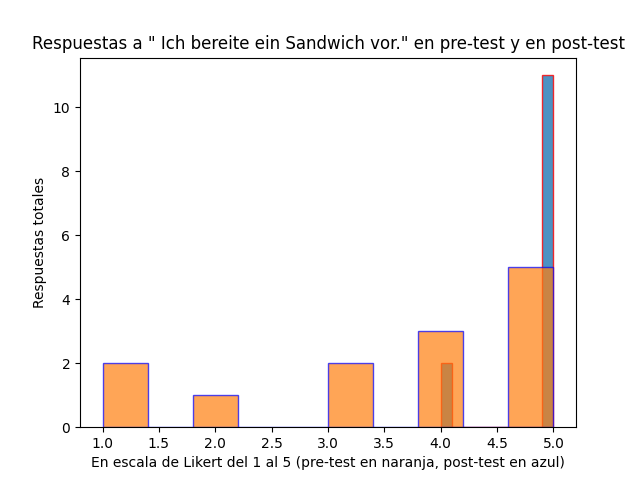 Respuestas a " Ich bereite ein Sandwich vor." en pre-test y en post-test
10
8
6
4
2
0
Respuestas totales
1.0 1.5 2.0 2.5 3.0 3.5 4.0 4.5 5.0
En escala de Likert del 1 al 5 (pre-test en naranja, post-test en azul)